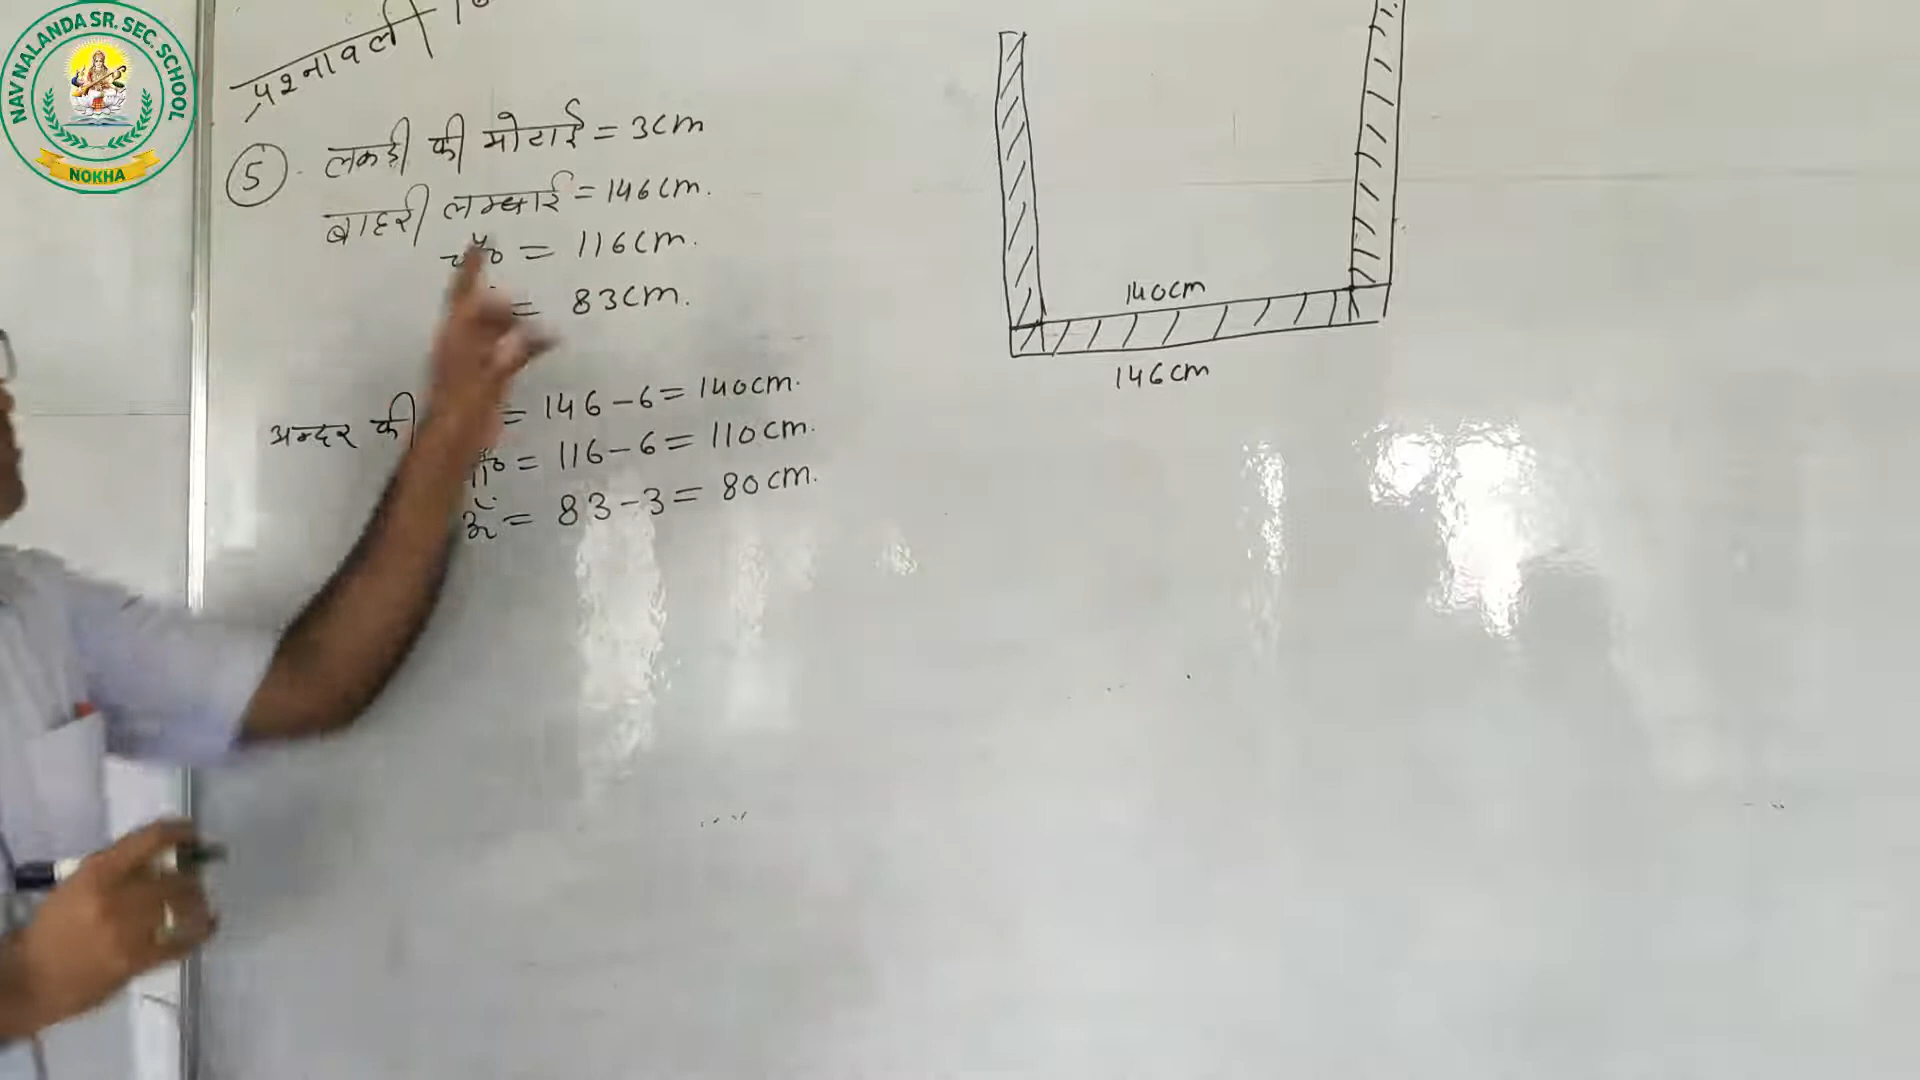 NAV NALANDA SR. SEC. SCHOOL
NOKHA
प्रश्नावली
5. लकड़ी की मोटाई = 3cm
बाहरी लम्बाई = 146cm.
चौ० = 116cm.
= 83cm.
अन्दर की = 146-6 = 140cm.
= 116-6 = 110cm.
ऊँ = 83-3 = 80cm.
140cm
146cm